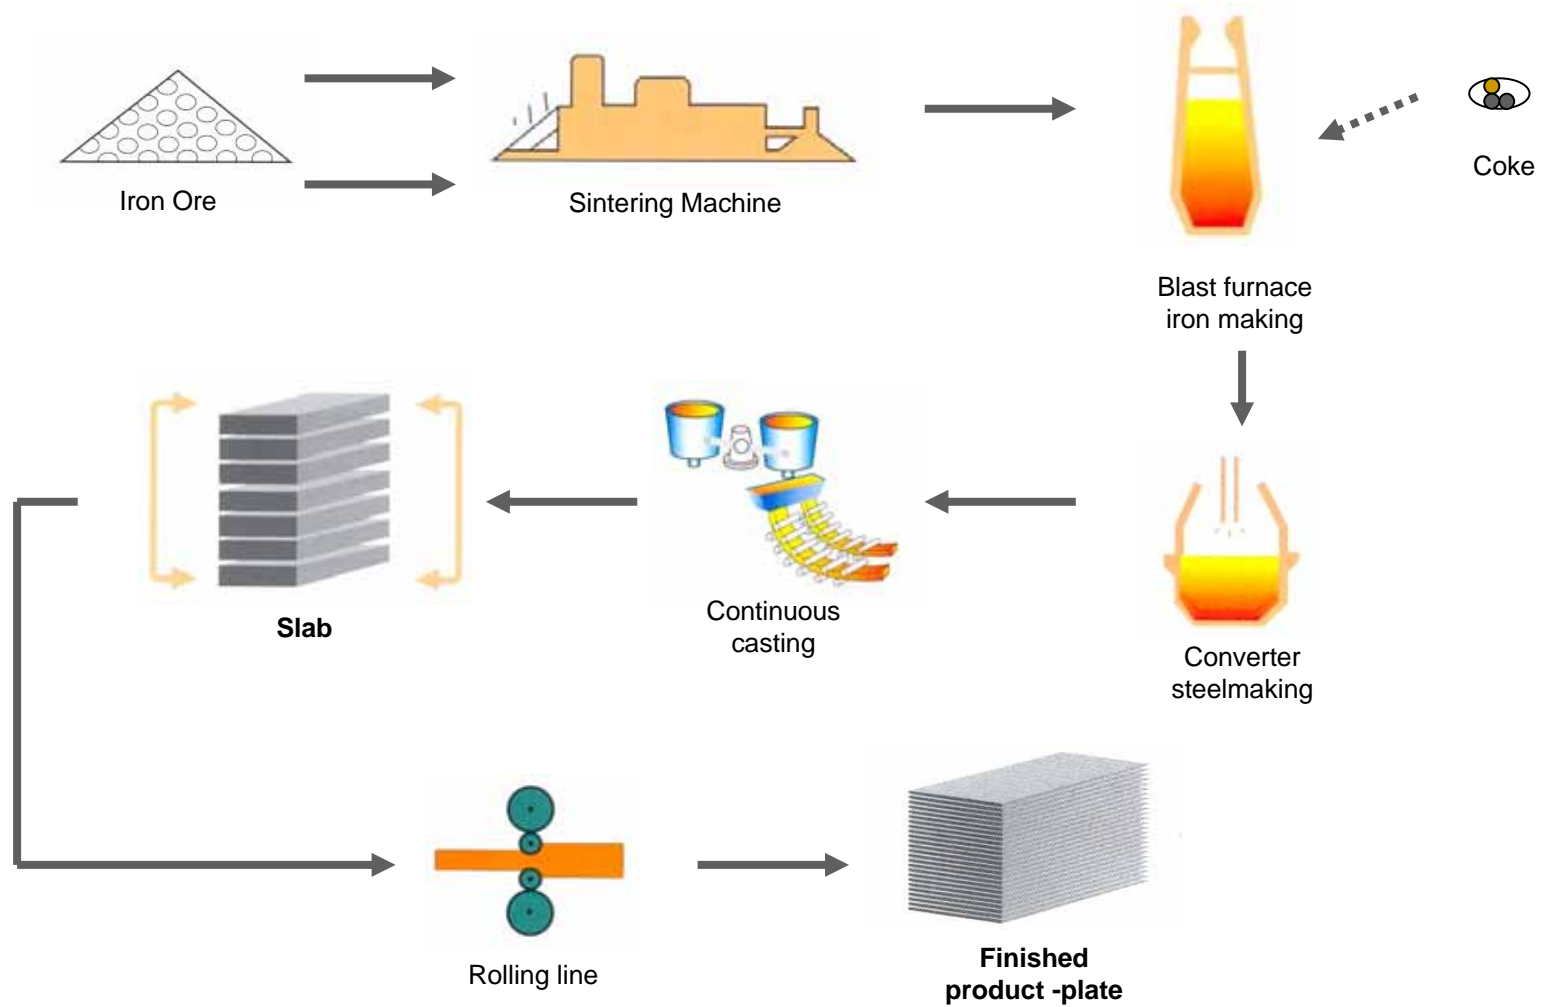 Iron Ore
Sintering Machine
Coke
Blast furnace
iron making
Slab
Continuous
casting
Converter
steelmaking
Rolling line
Finished
product -plate